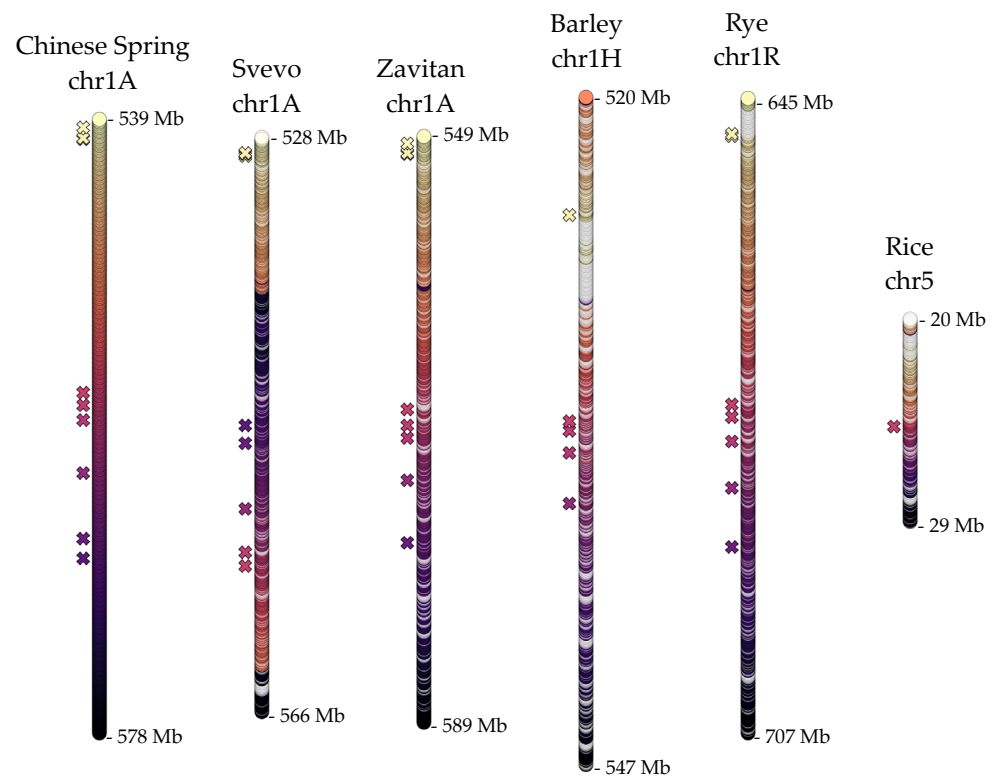 Chinese Spring
chr1A
- 539 Mb
- 578 Mb
Svevo
chr1A
- 528 Mb
- 566 Mb
Zavitan
chr1A
- 549 Mb
- 589 Mb
Barley
chr1H
- 520 Mb
- 547 Mb
Rye
chr1R
- 645 Mb
- 707 Mb
Rice
chr5
- 20 Mb
- 29 Mb